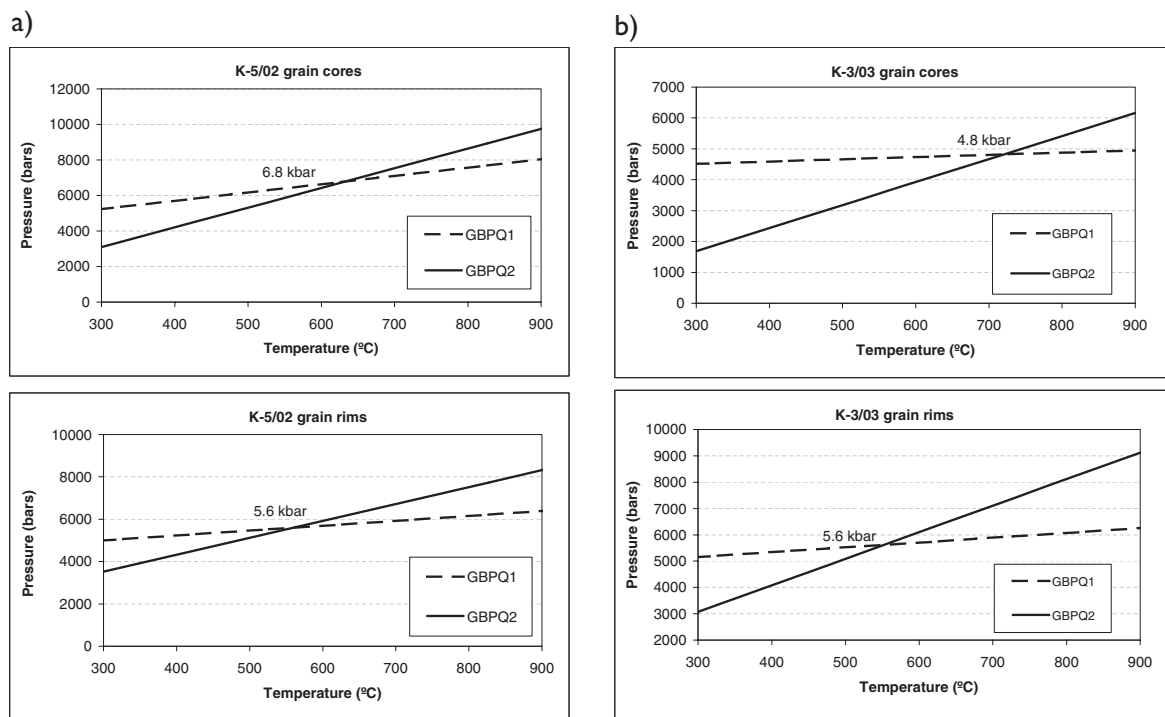 a)
K-5/02 grain cores
12000
10000
8000
6000
4000
2000
0
Pressure (bars)
6.8 kbar
GBPQ1
GBPQ2
300 400 500 600 700 800 900
Temperature (ºC)
K-5/02 grain rims
10000
8000
6000
4000
2000
0
Pressure (bars)
5.6 kbar
GBPQ1
GBPQ2
300 400 500 600 700 800 900
Temperature (ºC)
b)
K-3/03 grain cores
7000
6000
5000
4000
3000
2000
1000
0
Pressure (bars)
4.8 kbar
GBPQ1
GBPQ2
300 400 500 600 700 800 900
Temperature (ºC)
K-3/03 grain rims
10000
9000
8000
7000
6000
5000
4000
3000
2000
Pressure (bars)
5.6 kbar
GBPQ1
GBPQ2
300 400 500 600 700 800 900
Temperature (ºC)